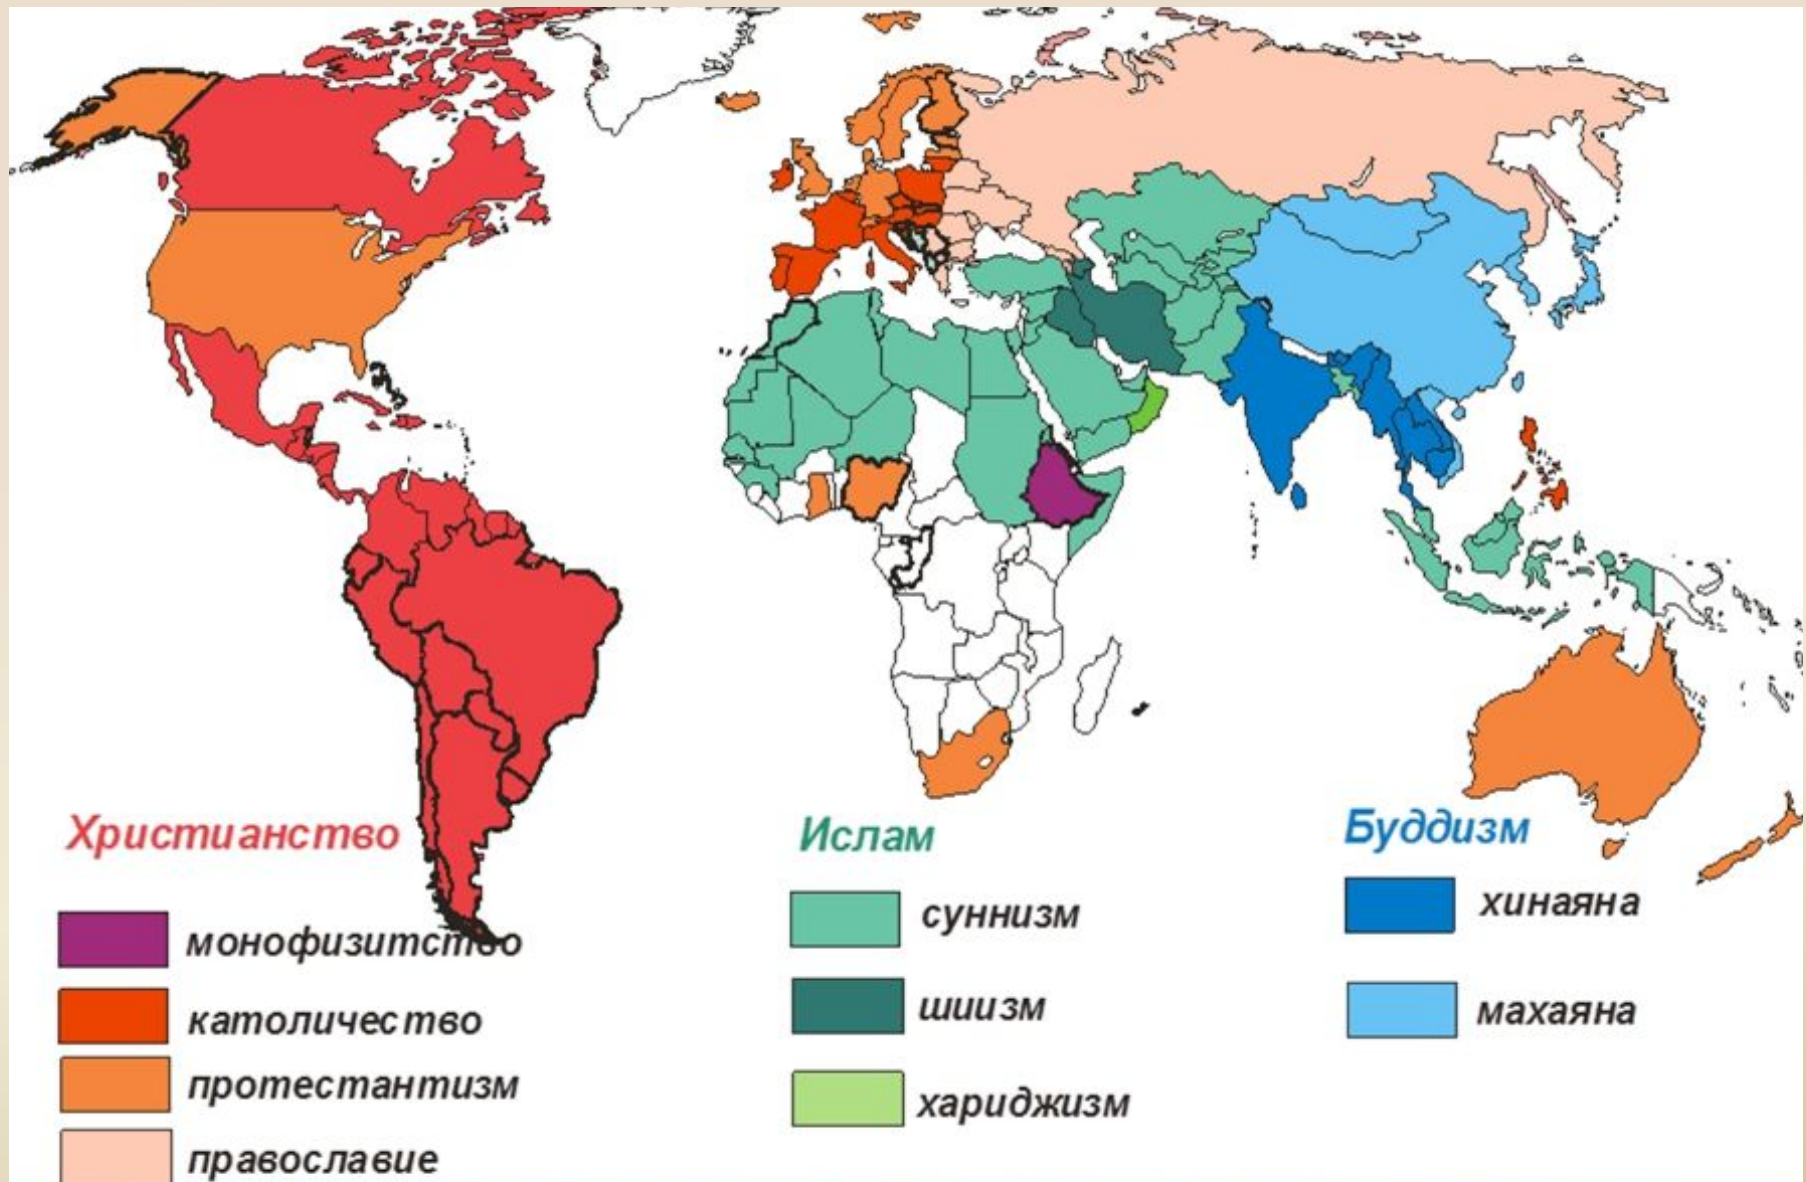 Христианство
монофизитство
католичество
протестантизм
православие
Ислам
суннизм
шиизм
хариджизм
Буддизм
хинаяна
махаяна